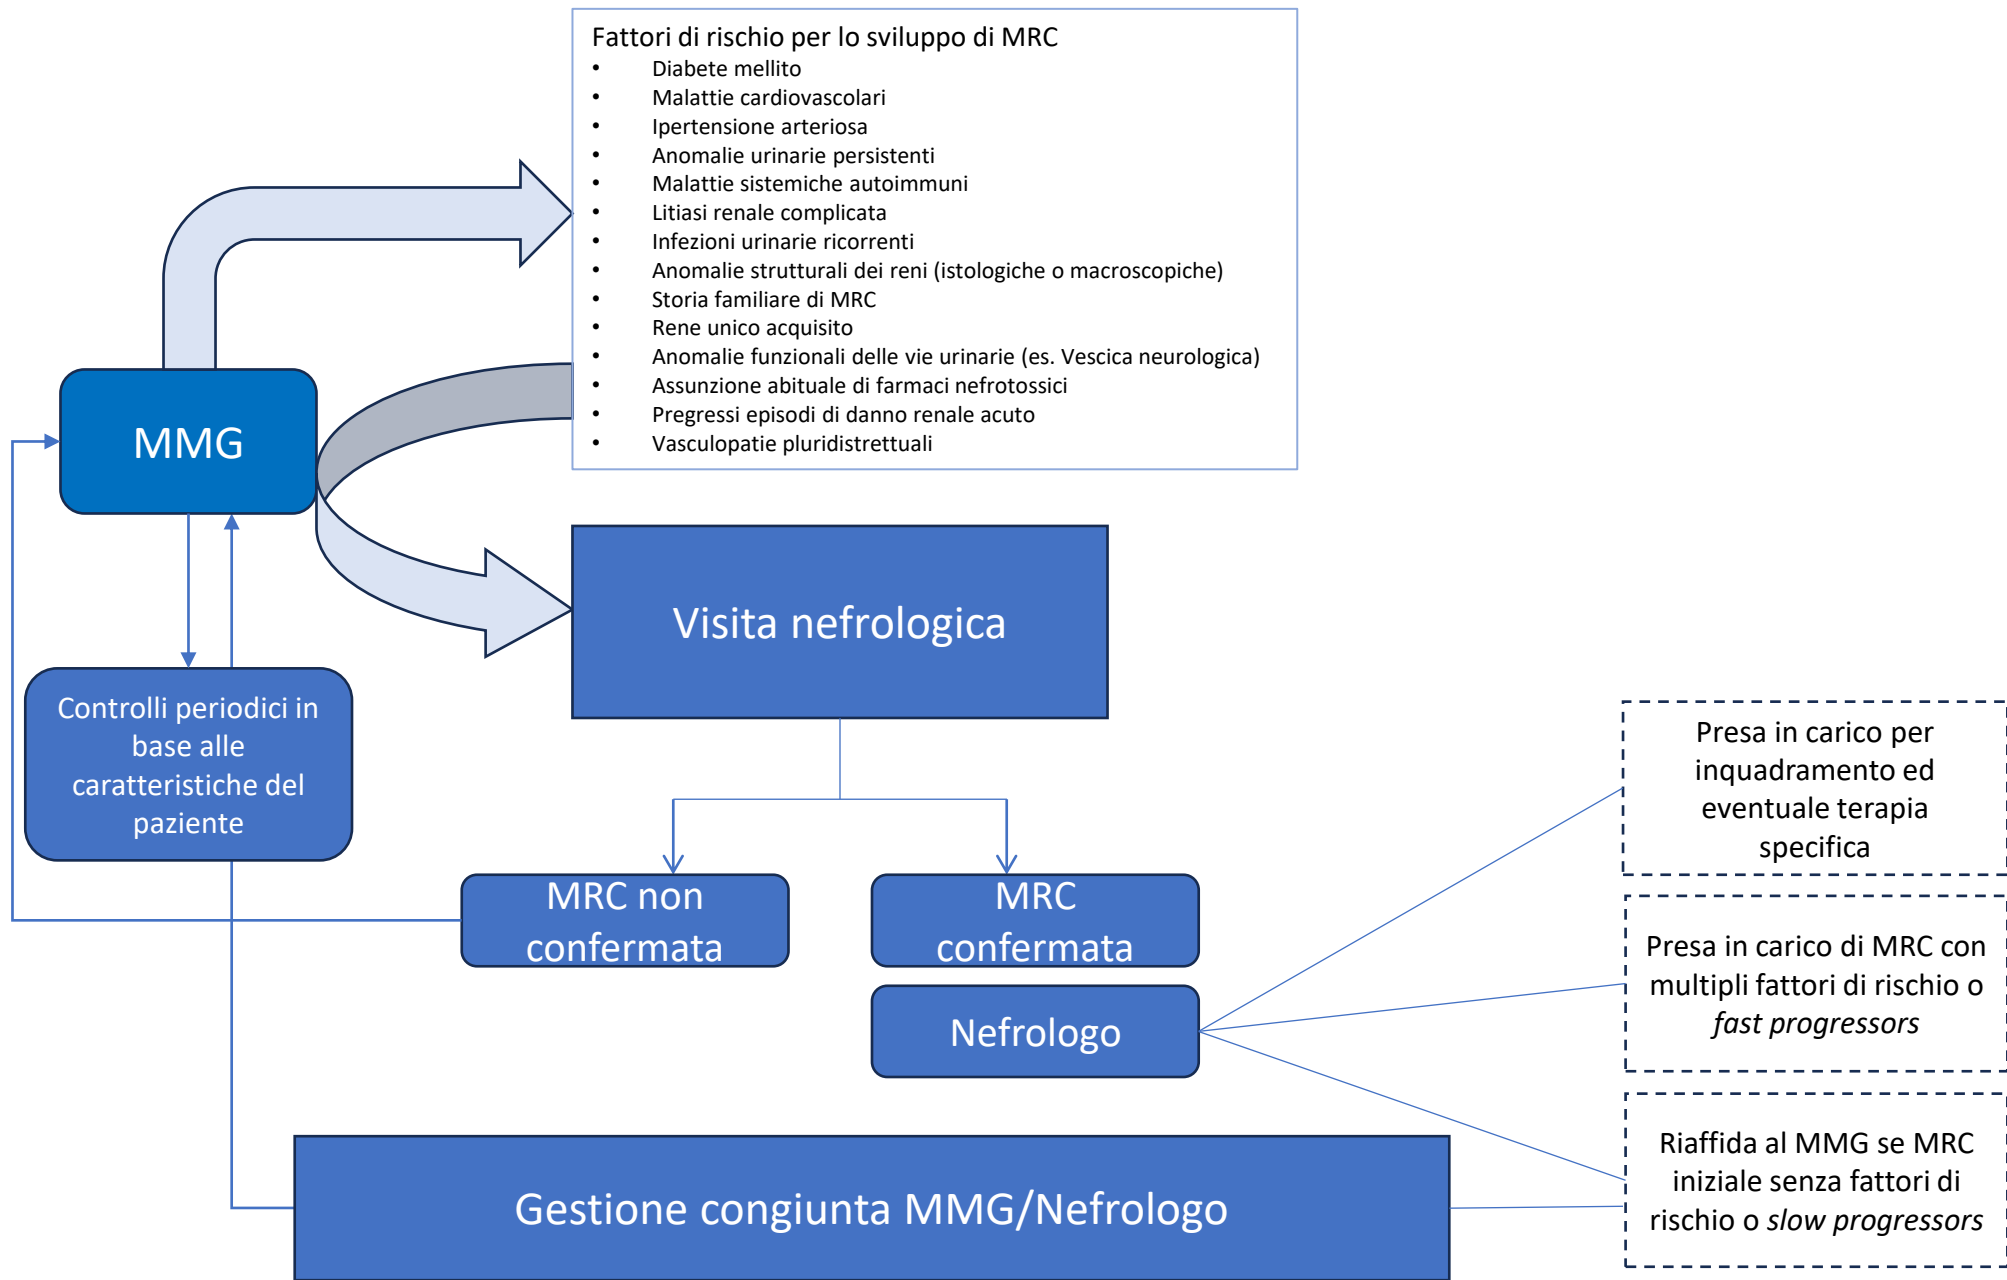 Fattori di rischio per lo sviluppo di MRC
• Diabete mellito
• Malattie cardiovascolari
• Ipertensione arteriosa
• Anomalie urinarie persistenti
• Malattie sistemiche autoimmuni
• Litiasi renale complicata
• Infezioni urinarie ricorrenti
• Anomalie strutturali dei reni (istologiche o macroscopiche)
• Storia familiare di MRC
• Rene unico acquisito
• Anomalie funzionali delle vie urinarie (es. Vescica neurologica)
• Assunzione abituale di farmaci nefrotossici
• Pregressi episodi di danno renale acuto
• Vasculopatie pluridistrettuali
MMG
Visita nefrologica
Controlli periodici in
base alle
caratteristiche del
paziente
MRC non
confermata
MRC
confermata
Nefrologo
Presa in carico per
inquadramento ed
eventuale terapia
specifica
Presa in carico di MRC con
multipli fattori di rischio o
fast progressors
Riaffida al MMG se MRC
iniziale senza fattori di
rischio o slow progressors
Gestione congiunta MMG/Nefrologo